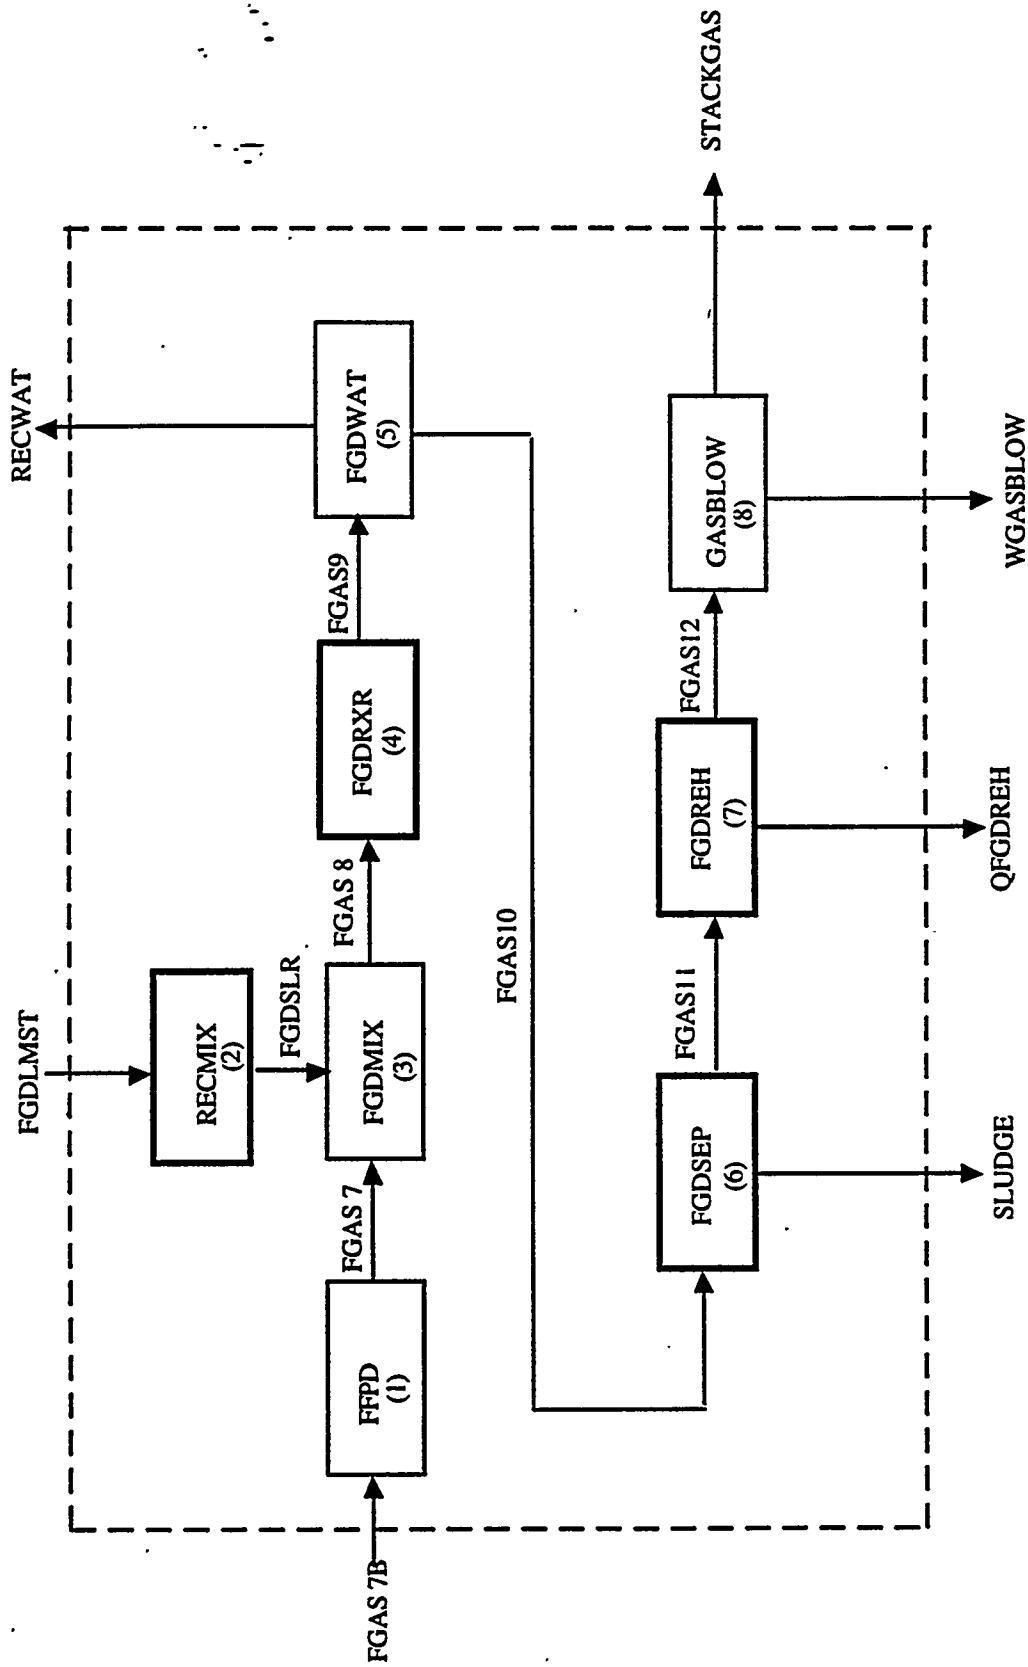 FGDLMST
RECWAT
RECMIX
(2)
FGDSLR
FGAS 7B
FFPD
(1)
FGAS 7
FGDMIX
(3)
FGAS 8
FGDRXR
(4)
FGAS9
FGDWAT
(5)
FGAS10
FGDSEP
(6)
FGAS11
FGDREH
(7)
FGAS12
GASBLOW
(8)
STACKGAS
SLUDGE
QFGDREH
WGASBLOW